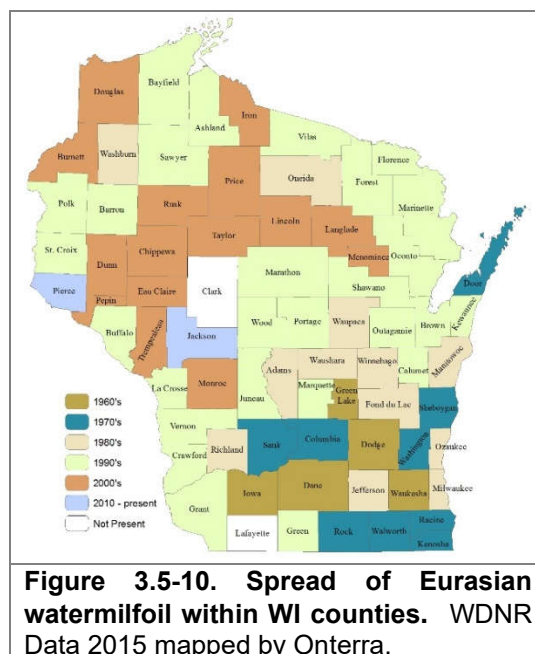 Douglas
Bayfield
Iron
Ashland
Vilas
Burnett
Washburn
Sawyer
Florence
Price
Oneida
Forest
Marinette
Polk
Barron
Rusk
Lincoln
Langlade
Taylor
Oconto
St. Croix
Chippewa
Menominee
Dunn
Marathon
Door
Clark
Shawano
Pierce
Eau Claire
Pepin
Kewaunee
Wood
Portage
Waupaca
Brown
Buffalo
Trempealeau
Jackson
Outagamie
Manitowoc
Waushara
Winnebago
Adams
Calumet
La Crosse
Monroe
Marquette
Green
Lake
Juneau
Fond du Lac
Sheboygan
Vernon
Sauk
Columbia
Dodge
Washington
Ozaukee
Richland
Crawford
Iowa
Dane
Jefferson
Waukesha
Milwaukee
Grant
Lafayette
Green
Rock
Walworth
Racine
Kenosha
1960's
1970's
1980's
1990's
2000's
2010 - present
Not Present
Figure 3.5-10. Spread of Eurasian
watermilfoil within WI counties. WDNR
Data 2015 mapped by Onterra.